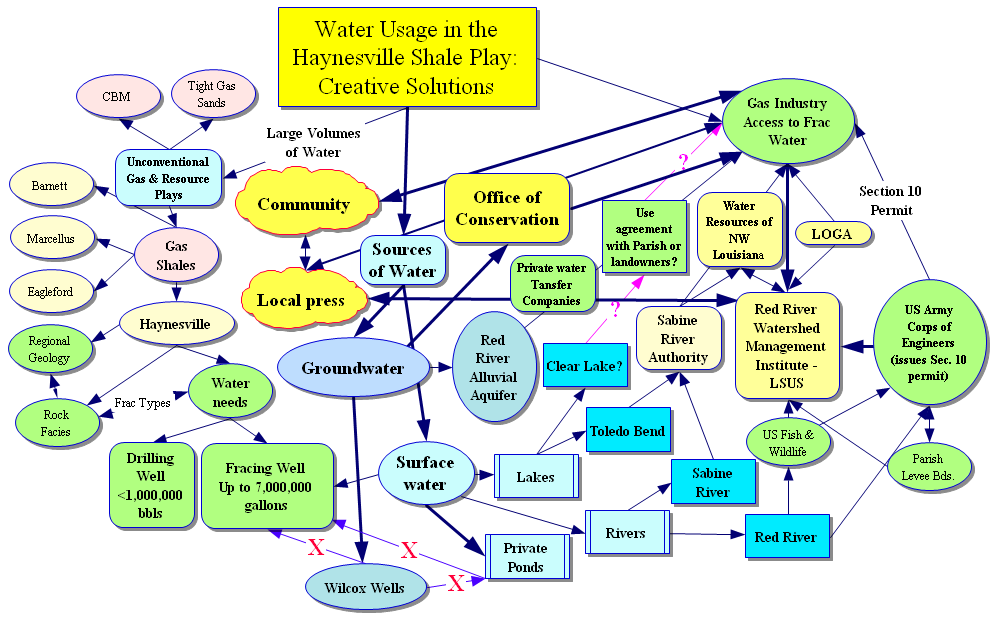 Water Usage in the
Haynesville Shale Play:
Creative Solutions
CBM
Tight Gas
Sands
Large Volumes
of Water
Gas Industry
Access to Frac
Water
Unconventional
Gas & Resource
Plays
?
Barnett
Community
Office of
Conservation
Section 10
Permit
Use
agreement
with Parish or
landowners?
Water
Resources of
NW
Louisiana
LOGA
Marcellus
Gas
Shales
Sources
of Water
Eagleford
Local press
Private water
Tansfer
Companies
?
Haynesville
Regional
Geology
Groundwater
Red
River
Alluvial
Aquifer
Clear Lake?
Sabine
River
Authority
Red River
Watershed
Management
Institute -
LSUS
US Army
Corps of
Engineers
(issues Sec. 10
permit)
Rock
Facies
Frac Types
Water
needs
Toledo Bend
US Fish &
Wildlife
Parish
Levee Bds.
Drilling
Well
<1,000,000
bbls
Fracing Well
Up to 7,000,000
gallons
Surface
water
Lakes
Sabine
River
Rivers
Red River
X
X
Private
Ponds
Wilcox Wells
X